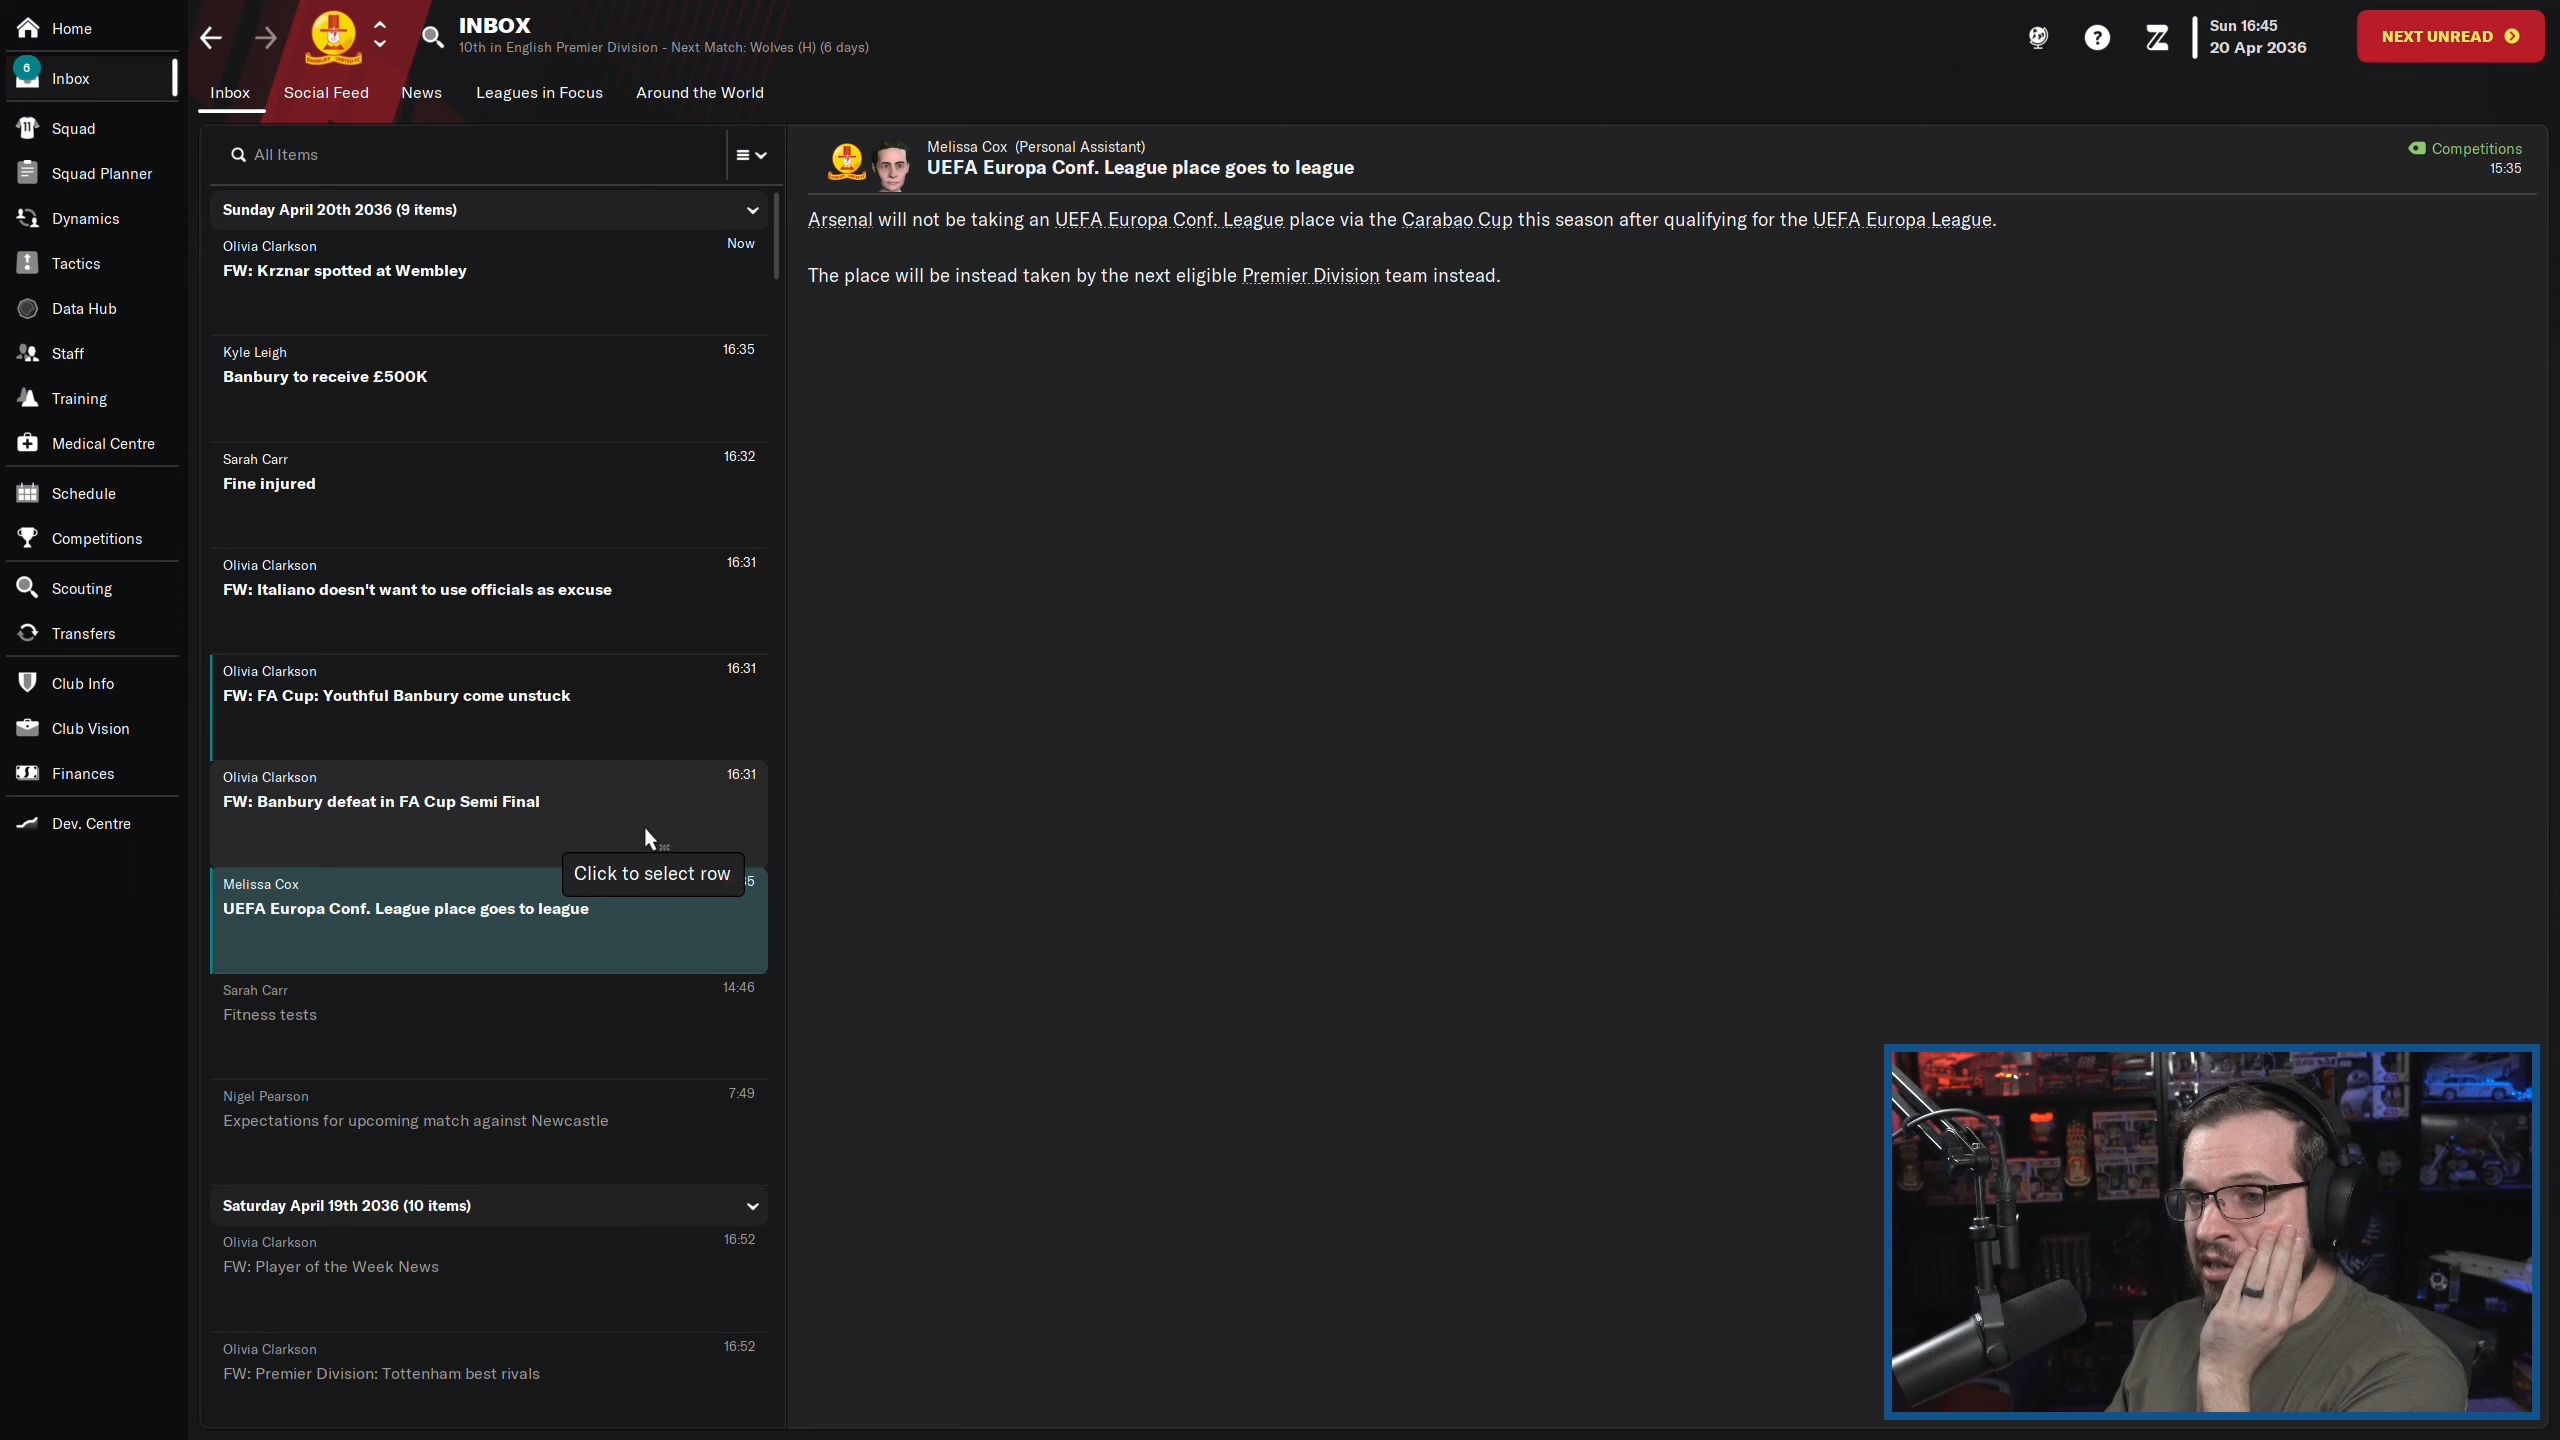 Home
6
Inbox
Squad
Squad Planner
Dynamics
Tactics
Data Hub
Staff
Training
Medical Centre
Schedule
Competitions
Scouting
Transfers
Club Info
Club Vision
Finances
Dev. Centre
INBOX
10th in English Premier Division - Next Match: Wolves (H) (6 days)
Sun 16:45
20 Apr 2036
NEXT UNREAD
Inbox
Social Feed
News
Leagues in Focus
Around the World
All Items
Sunday April 20th 2036 (9 items)
Olivia Clarkson
Now
FW: Krznar spotted at Wembley
Kyle Leigh
16:35
Banbury to receive £500K
Sarah Carr
16:32
Fine injured
Olivia Clarkson
16:31
FW: Italiano doesn't want to use officials as excuse
Olivia Clarkson
16:31
FW: FA Cup: Youthful Banbury come unstuck
Olivia Clarkson
16:31
FW: Banbury defeat in FA Cup Semi Final
Click to select row
Melissa Cox
UEFA Europa Conf. League place goes to league
Sarah Carr
14:46
Fitness tests
Nigel Pearson
7:49
Expectations for upcoming match against Newcastle
Saturday April 19th 2036 (10 items)
Olivia Clarkson
16:52
FW: Player of the Week News
Olivia Clarkson
16:52
FW: Premier Division: Tottenham best rivals
Melissa Cox (Personal Assistant)
UEFA Europa Conf. League place goes to league
Competitions
15:35
Arsenal will not be taking an UEFA Europa Conf. League place via the Carabao Cup this season after qualifying for the UEFA Europa League.
The place will be instead taken by the next eligible Premier Division team instead.